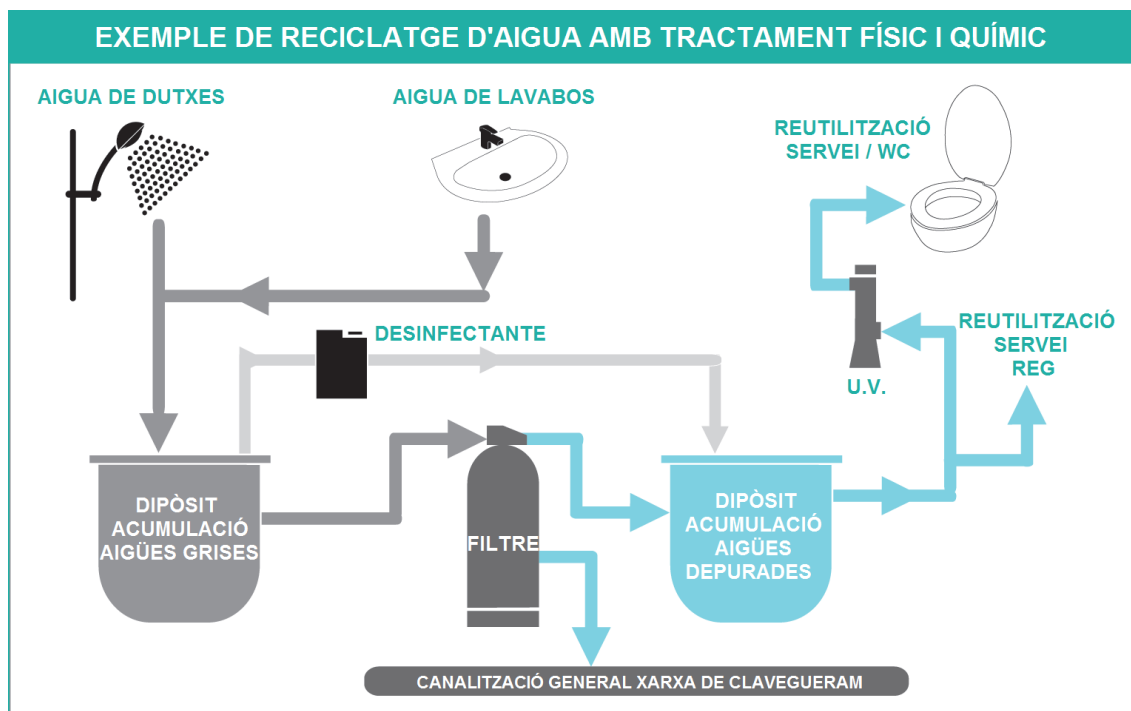 EXEMPLE DE RECICLATGE D'AIGUA AMB TRACTAMENT FÍSIC I QUÍMIC
AIGUA DE DUTXES
AIGUA DE LAVABOS
REUTILITZACIÓ
SERVEI / WC
DESINFECTANTE
REUTILITZACIÓ
SERVEI
REG
U.V.
DIPÒSIT
ACUMULACIÓ
AIGÜES GRISES
FILTRE
DIPÒSIT
ACUMULACIÓ
AIGÜES
DEPURADES
CANALITZACIÓ GENERAL XARXA DE CLAVEGUERAM